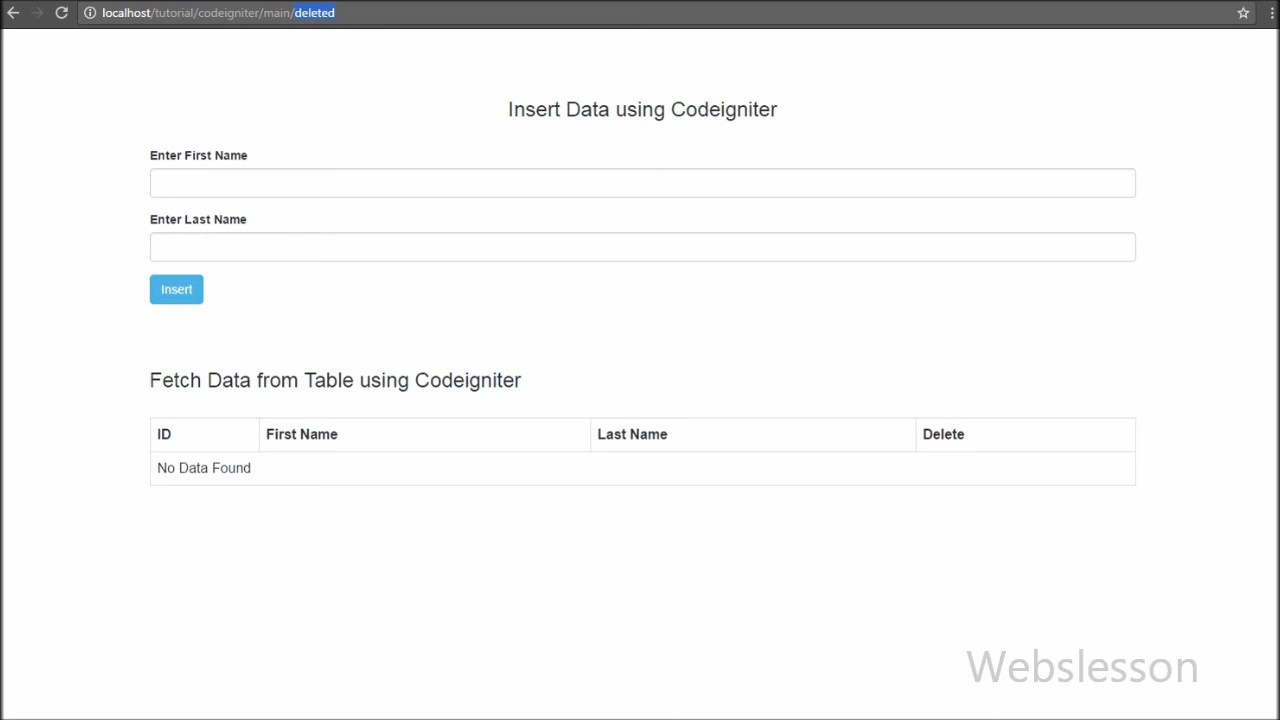 localhost/tutorial/codeigniter/main/deleted
Insert Data using Codeigniter
Enter First Name
Enter Last Name
Insert
Fetch Data from Table using Codeigniter
ID First Name Last Name Delete
No Data Found
Webslesson